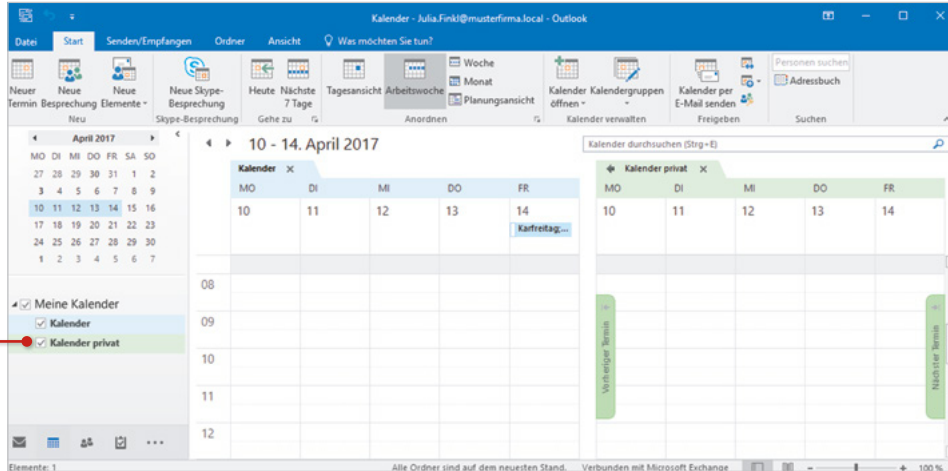 Kalender - Julia.Finkl@musterfirma.local - Outlook
Datei Start Senden/Empfangen Ordner Ansicht Was möchten Sie tun?
Neuer Termin
Neue Besprechung
Neue Elemente
Neu
Neue Skype-Besprechung
Skype-Besprechung
Heute
Nächste 7 Tage
Gehe zu
Tagesansicht
Arbeitswoche
Woche
Monat
Planungsansicht
Anordnen
Kalender öffnen
Kalendergruppen
Kalender verwalten
Kalender per E-Mail senden
Freigeben
Personen suchen
Adressbuch
Suchen
April 2017
MO DI MI DO FR SA SO
27 28 29 30 31 1 2
3 4 5 6 7 8 9
10 11 12 13 14 15 16
17 18 19 20 21 22 23
24 25 26 27 28 29 30
1 2 3 4 5 6 7
Meine Kalender
Kalender
Kalender privat
10 - 14. April 2017
Kalender durchsuchen (Strg+E)
Kalender
MO DI MI DO FR
10 11 12 13 14
Karfreitag;...
08
09
10
11
12
Kalender privat
MO DI MI DO FR
10 11 12 13 14
Vorheriger Termin
Nächster Termin
Elemente: 1
Alle Ordner sind auf dem neuesten Stand. Verbunden mit Microsoft Exchange
100 %